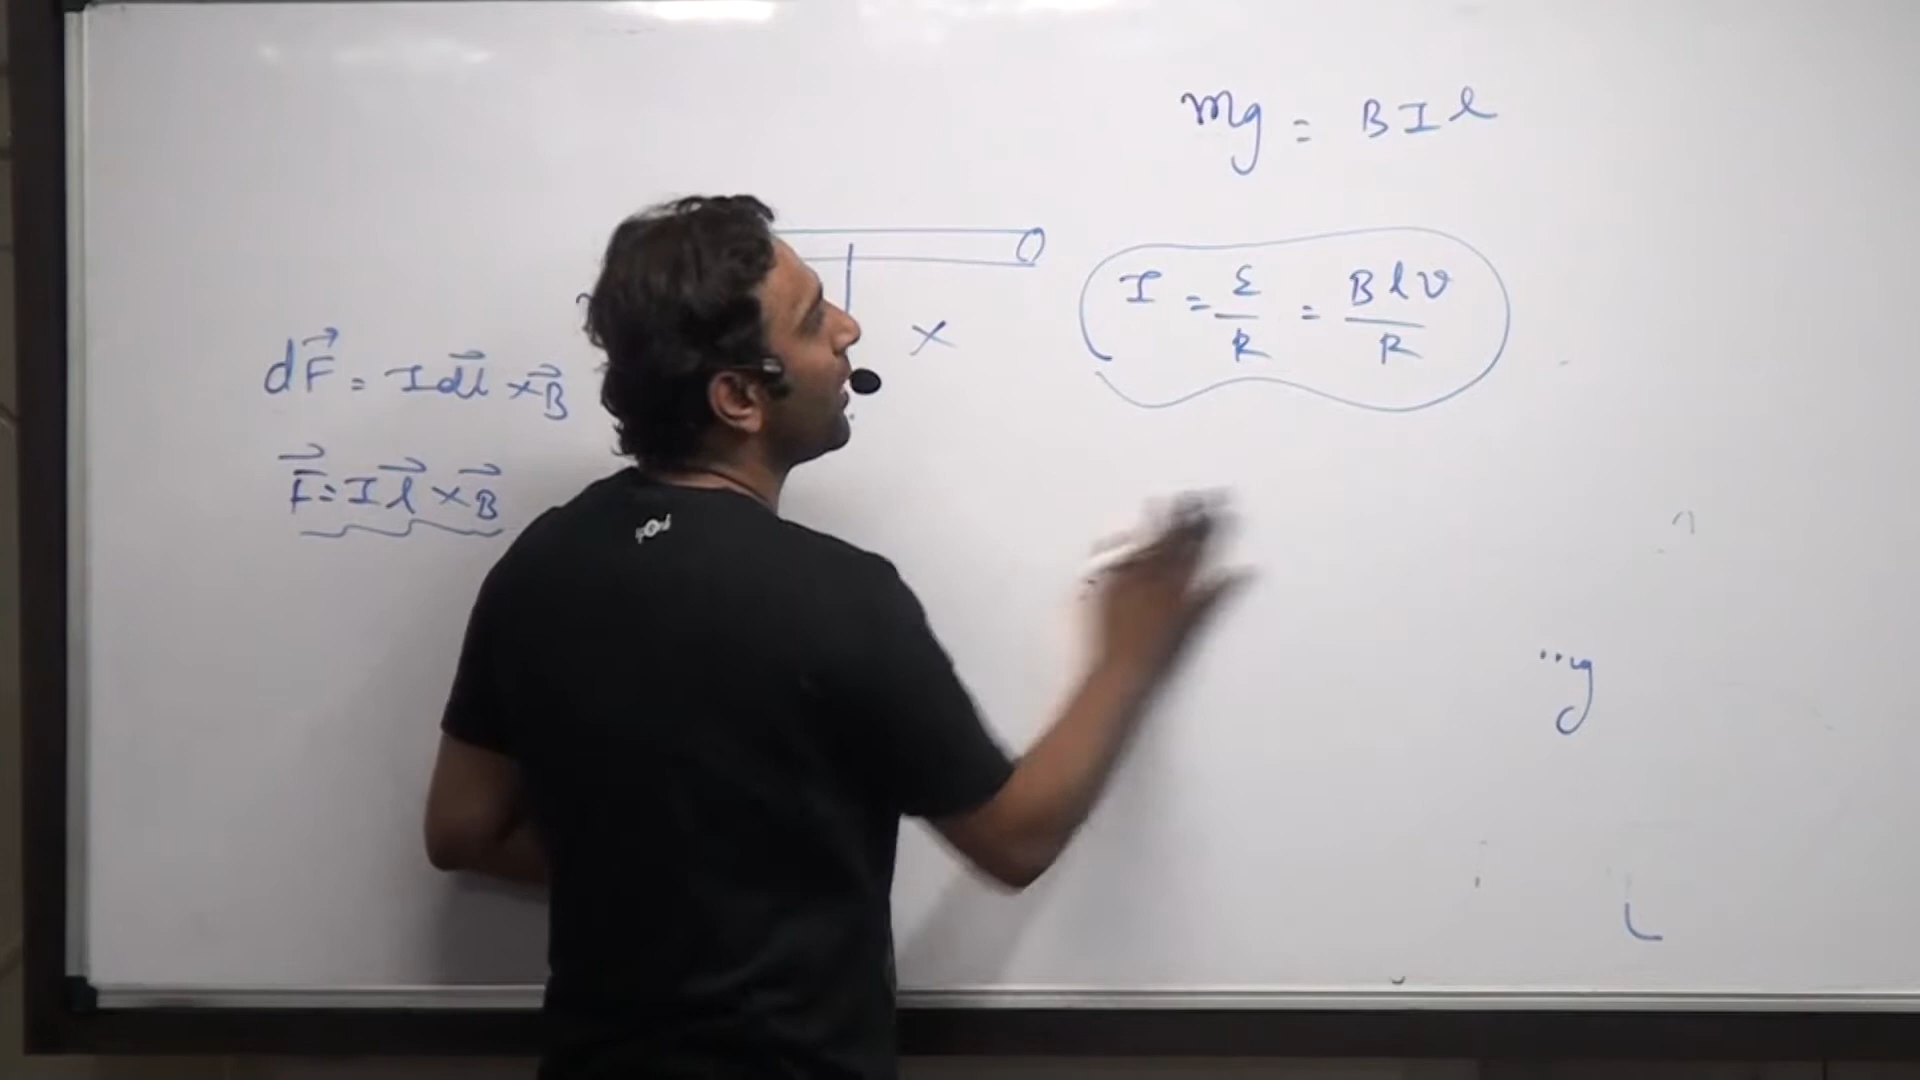 mg = BIl
I = ε/R = Blv/R
dF⃗ = I dl⃗ × B⃗
F⃗ = I l⃗ × B⃗
×